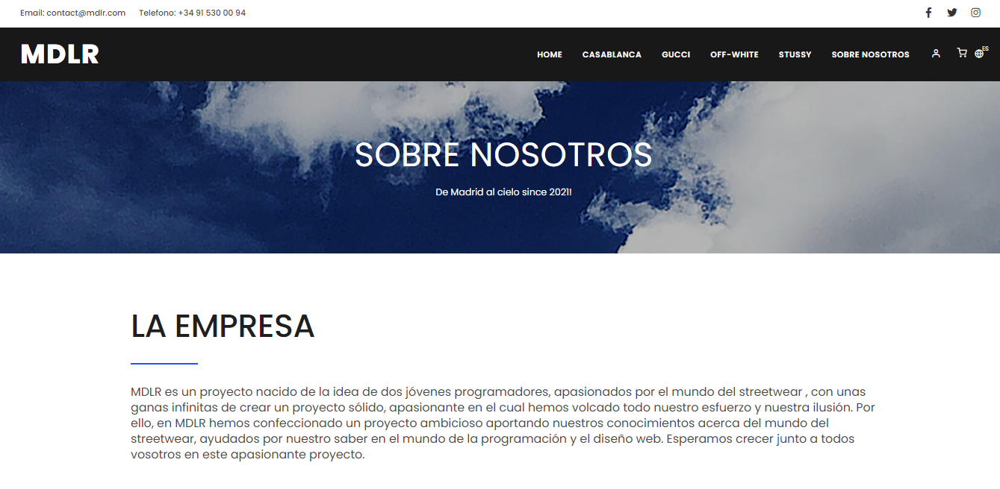 Email: contact@mdlr.com Telefono: +34 91 530 00 94
MDLR HOME CASABLANCA GUCCI OFF-WHITE STUSSY SOBRE NOSOTROS ES
SOBRE NOSOTROS
De Madrid al cielo since 2021!
LA EMPRESA
MDLR es un proyecto nacido de la idea de dos jóvenes programadores, apasionados por el mundo del streetwear , con unas
ganas infinitas de crear un proyecto sólido, apasionante en el cual hemos volcado todo nuestro esfuerzo y nuestra ilusión. Por
ello, en MDLR hemos confeccionado un proyecto ambicioso aportando nuestros conocimientos acerca del mundo del
streetwear, ayudados por nuestro saber en el mundo de la programación y el diseño web. Esperamos crecer junto a todos
vosotros en este apasionante proyecto.